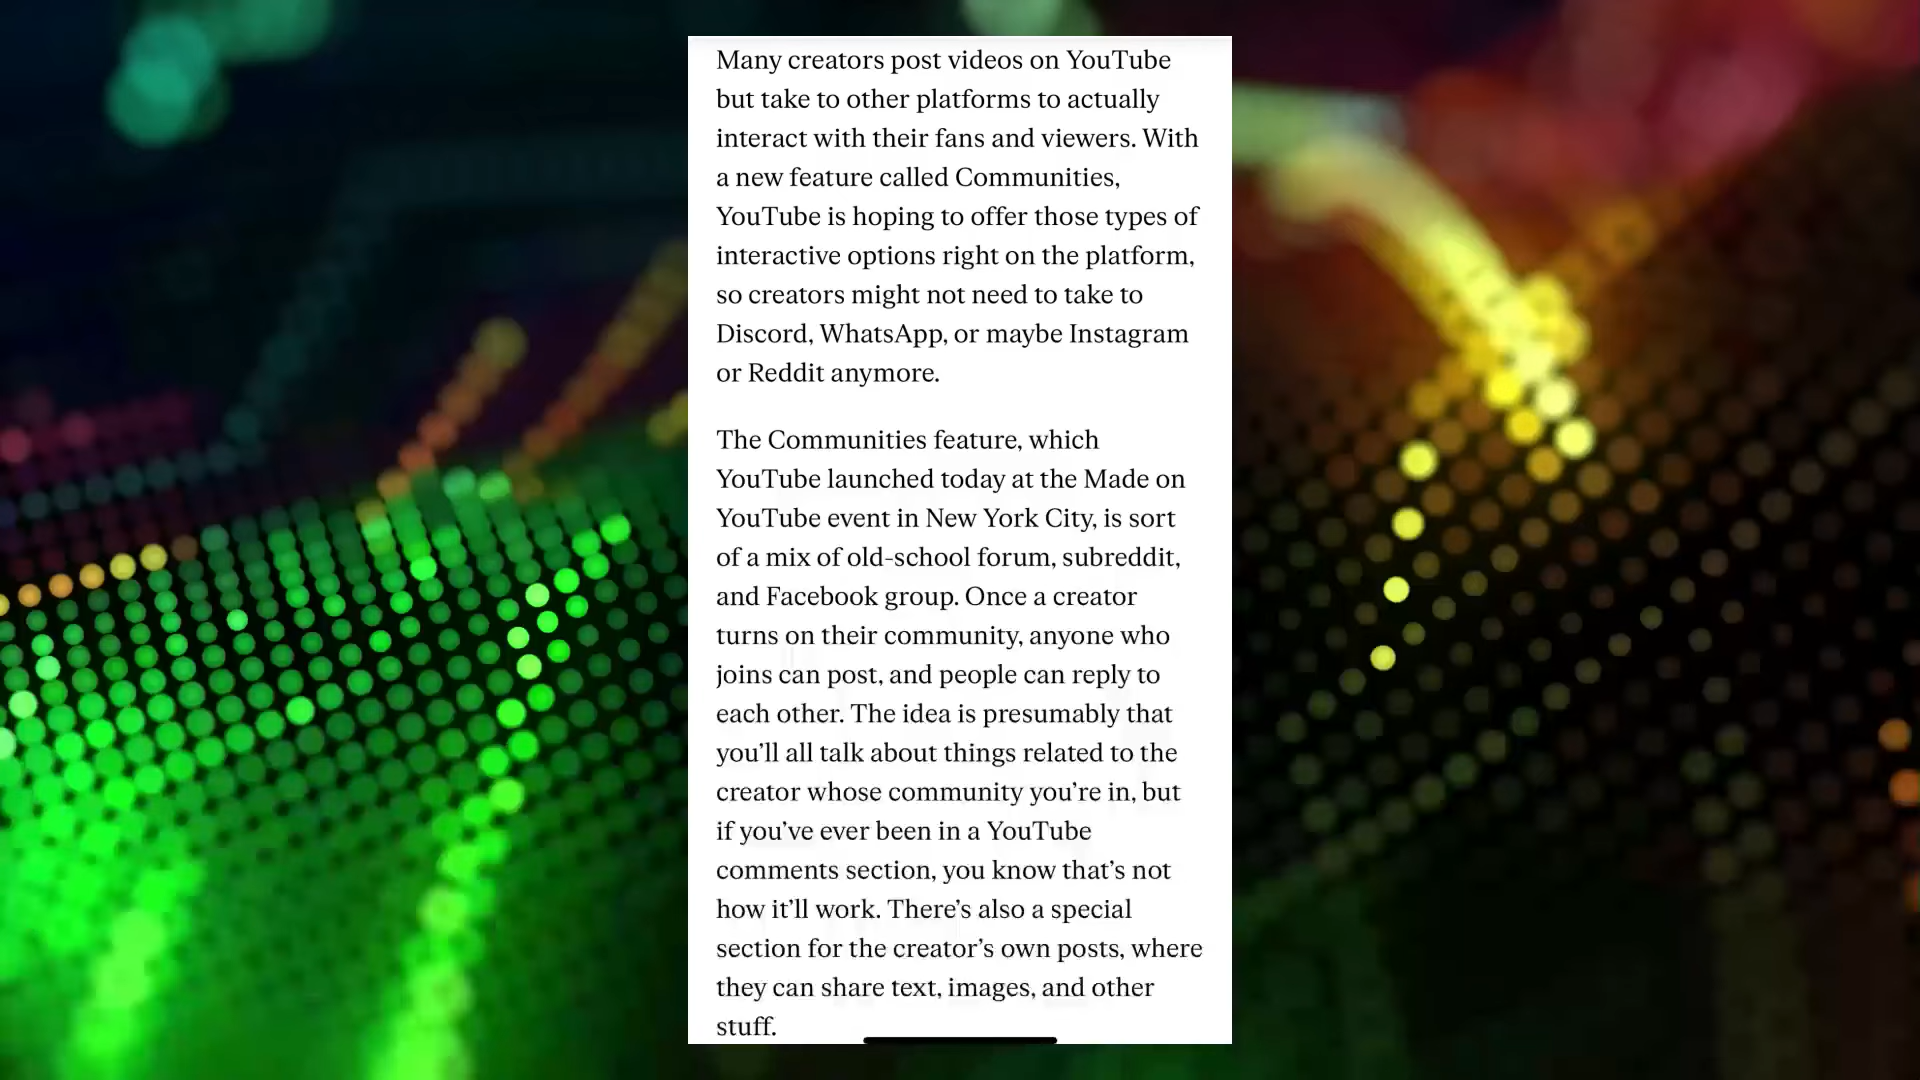 Many creators post videos on YouTube
but take to other platforms to actually
interact with their fans and viewers. With
a new feature called Communities,
YouTube is hoping to offer those types of
interactive options right on the platform,
so creators might not need to take to
Discord, WhatsApp, or maybe Instagram
or Reddit anymore.
The Communities feature, which
YouTube launched today at the Made on
YouTube event in New York City, is sort
of a mix of old-school forum, subreddit,
and Facebook group. Once a creator
turns on their community, anyone who
joins can post, and people can reply to
each other. The idea is presumably that
you’ll all talk about things related to the
creator whose community you’re in, but
if you’ve ever been in a YouTube
comments section, you know that’s not
how it’ll work. There’s also a special
section for the creator’s own posts, where
they can share text, images, and other
stuff.